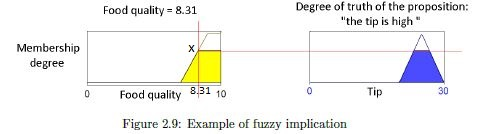 Food quality = 8.31
Degree of truth of the proposition:
"the tip is high "
Membership
degree
X
0
Food quality
8.31
10
0
Tip
30
Figure 2.9: Example of fuzzy implication